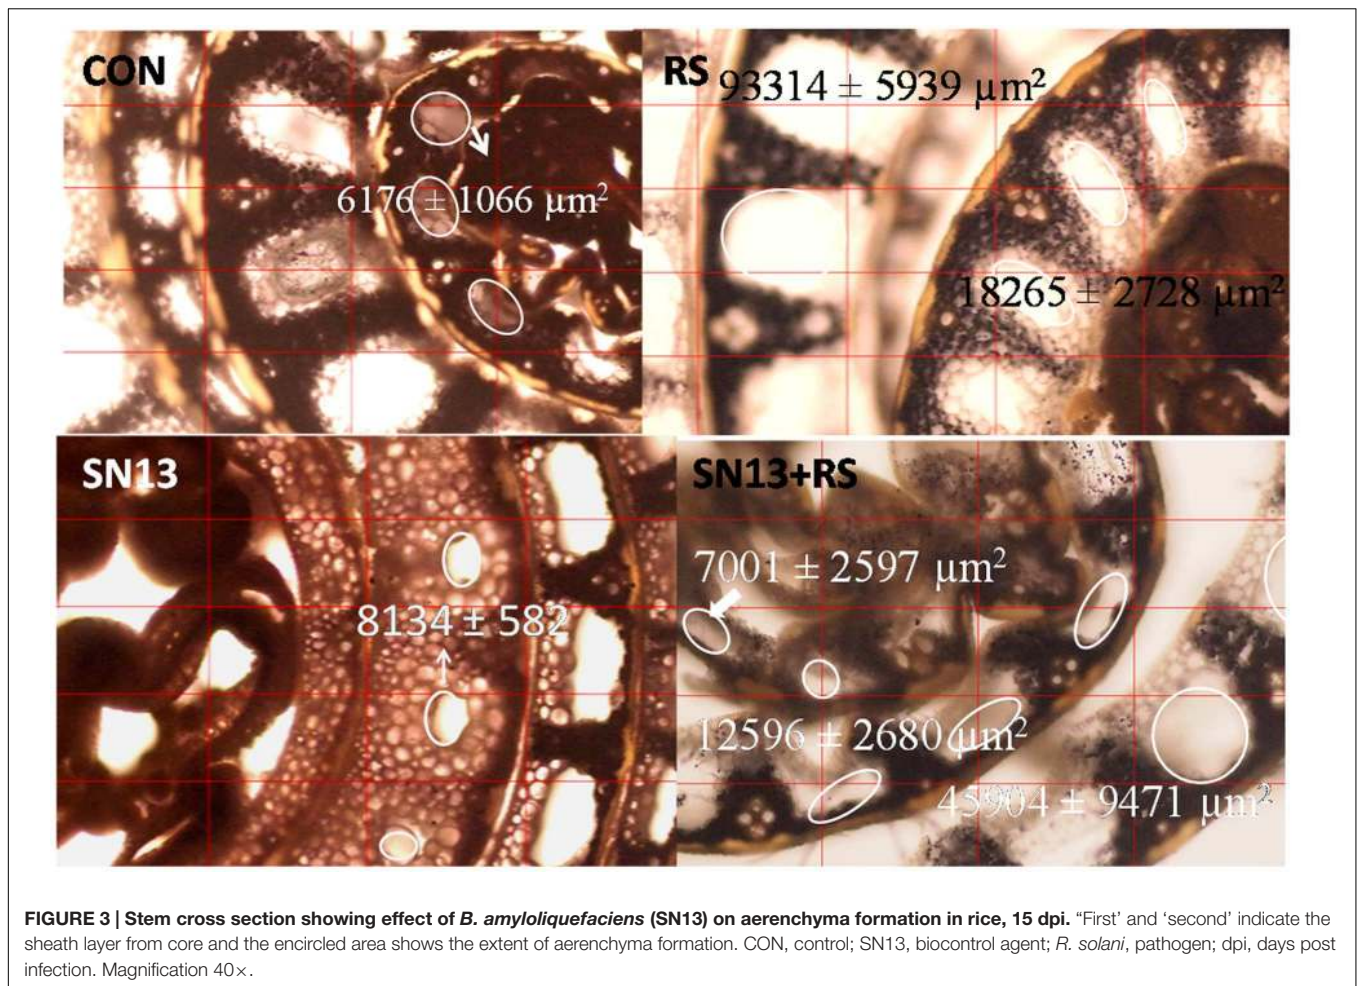 CON
6176 ± 1066 μm²
RS
93314 ± 5939 μm²
18265 ± 2728 μm²
SN13
8134 ± 582
SN13+RS
7001 ± 2597 μm²
12596 ± 2680 μm²
45904 ± 9471 μm²
FIGURE 3 | Stem cross section showing effect of B. amyloliquefaciens (SN13) on aerenchyma formation in rice, 15 dpi. "First' and 'second' indicate the
sheath layer from core and the encircled area shows the extent of aerenchyma formation. CON, control; SN13, biocontrol agent; R. solani, pathogen; dpi, days post
infection. Magnification 40×.